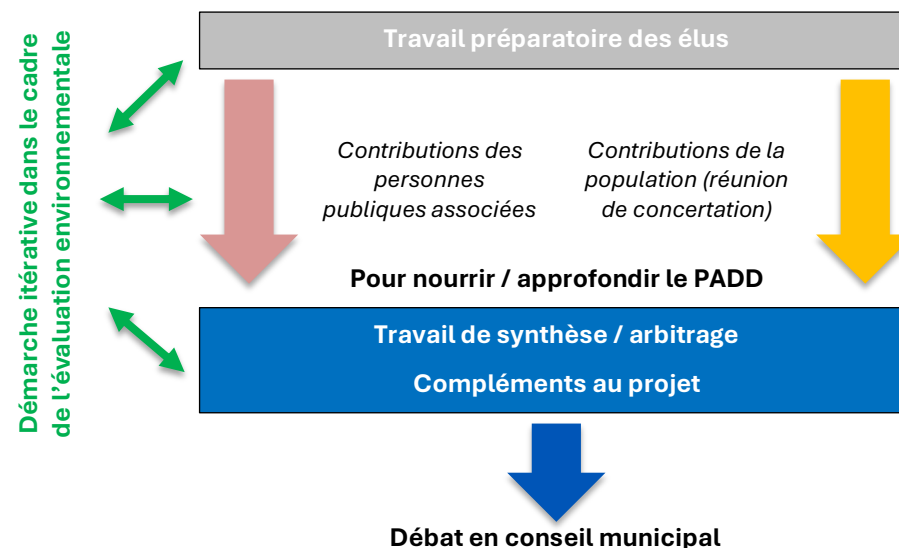 Démarche itérative dans le cadre
de l’évaluation environnementale
Travail préparatoire des élus
Contributions des
personnes
publiques associées
Contributions de la
population (réunion
de concertation)
Pour nourrir / approfondir le PADD
Travail de synthèse / arbitrage
Compléments au projet
Débat en conseil municipal